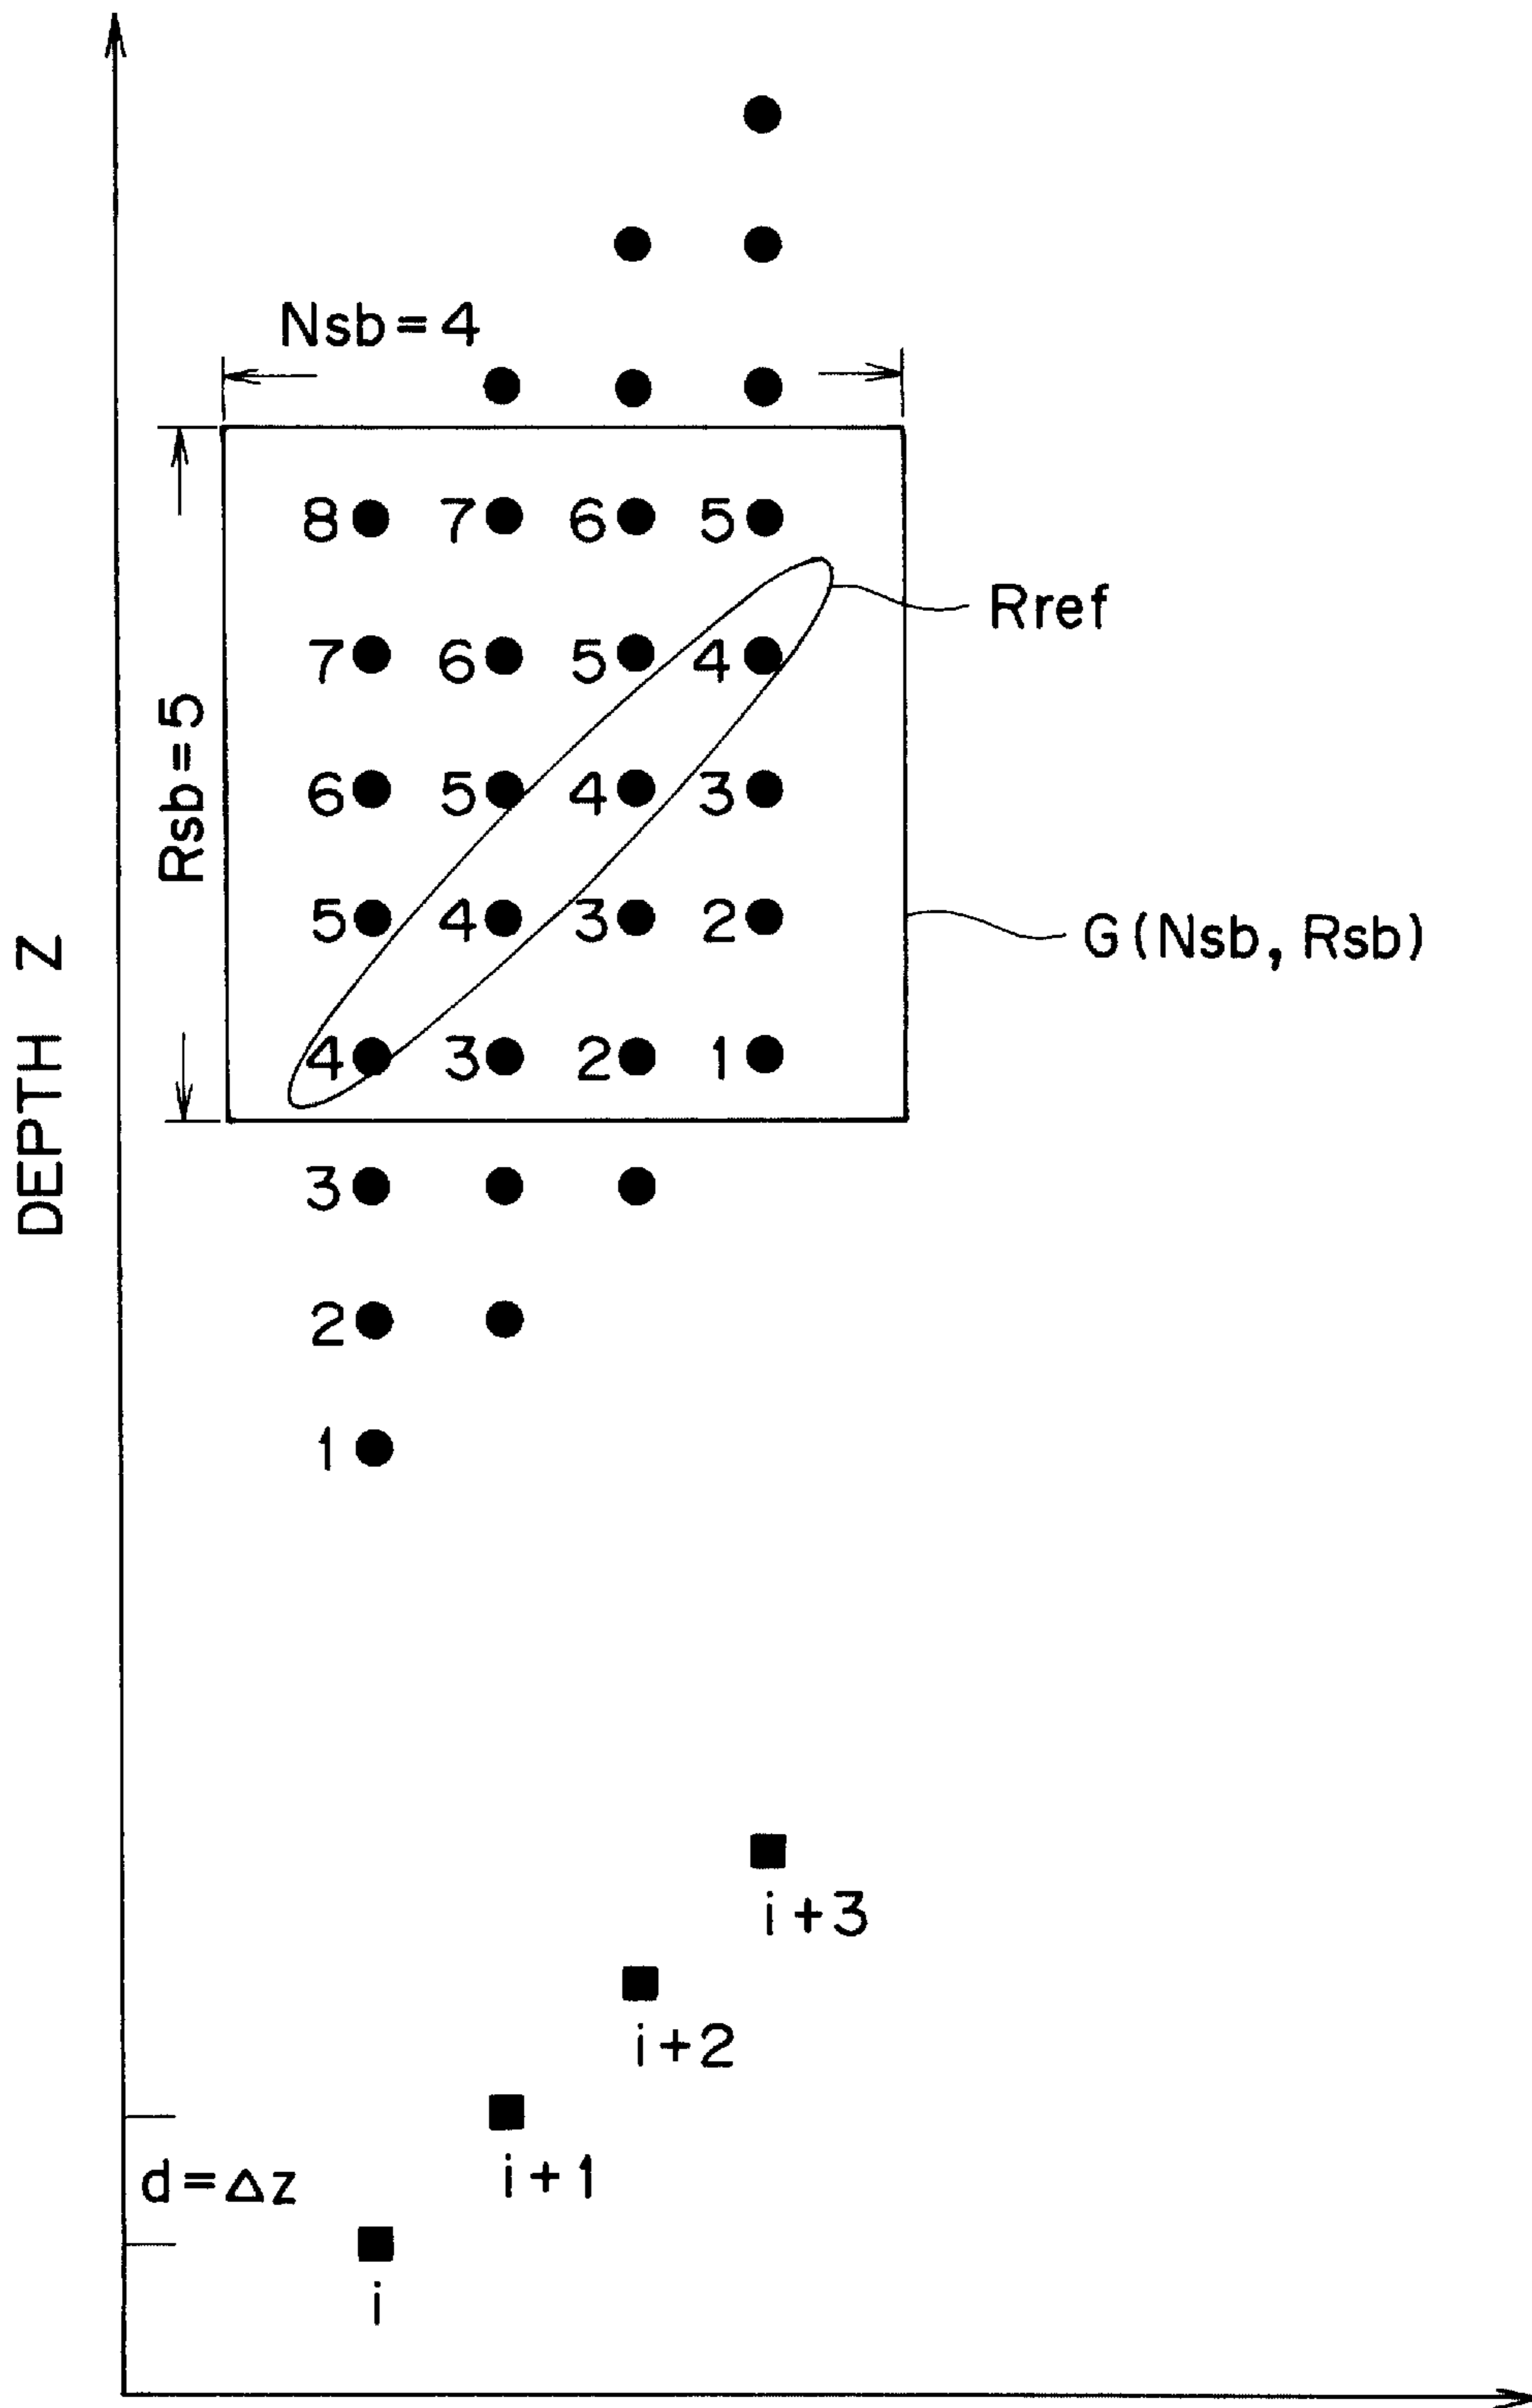 Nsb=4
8 7 6 5
Rref
7 6 5 4
Rsb=5
6 5 4 3
5 4 3 2
G(Nsb, Rsb)
4 3 2 1
DEPTH Z
3
2
1
i+3
i+2
i+1
d=Δz
i